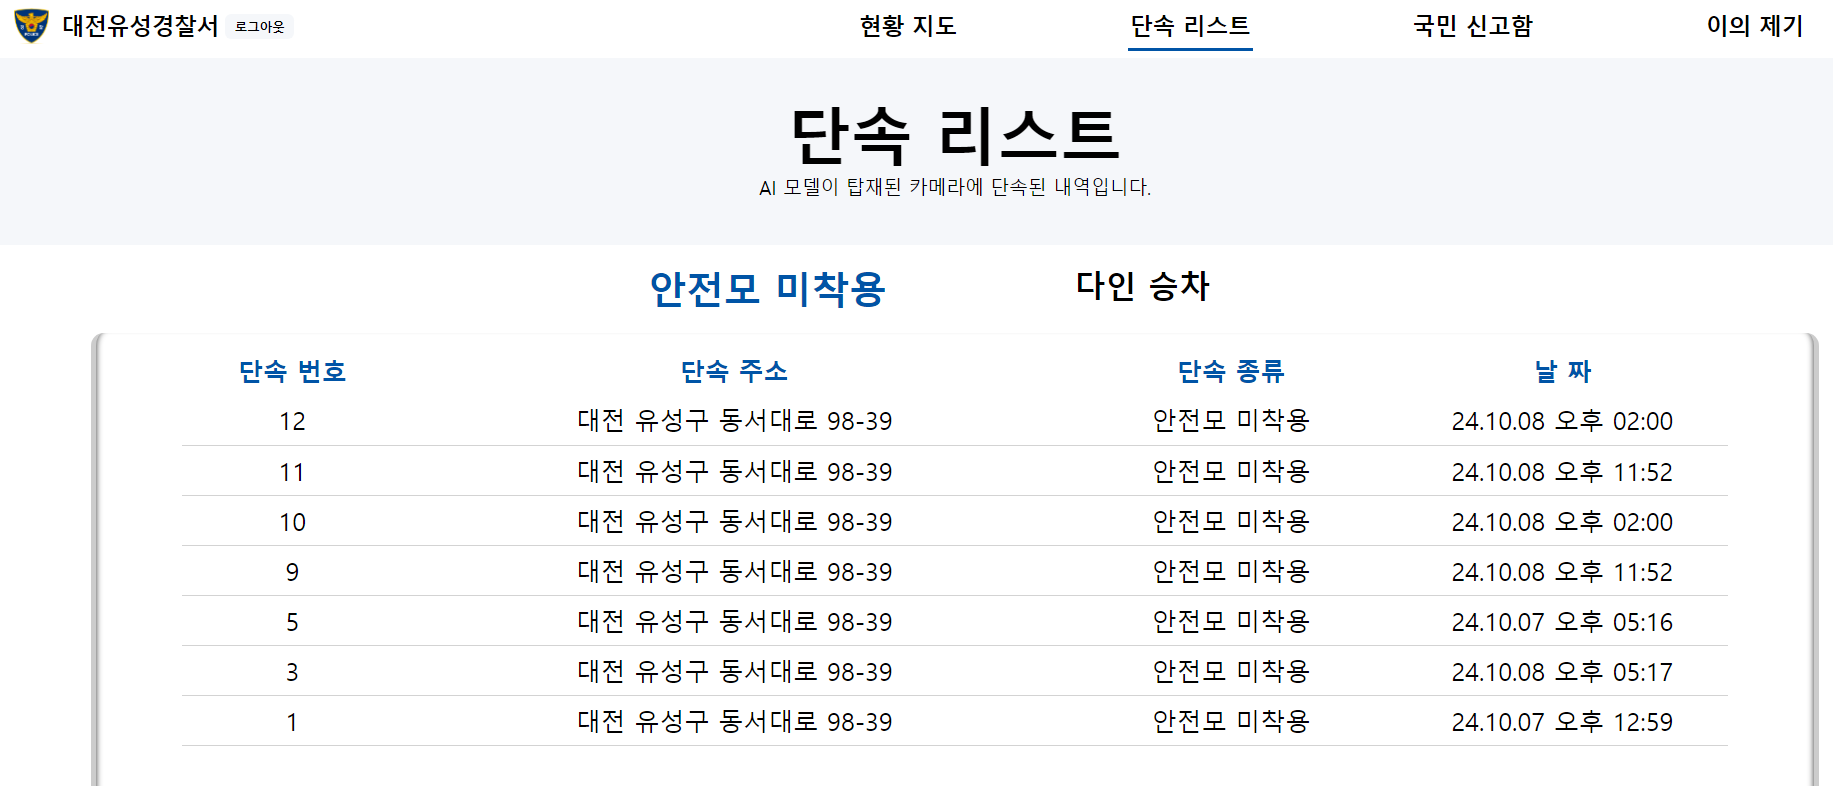 대전유성경찰서 로그아웃 현황 지도 단속 리스트 국민 신고함 이의 제기
단속 리스트
AI 모델이 탑재된 카메라에 단속된 내역입니다.
안전모 미착용 다인 승차
단속 번호 단속 주소 단속 종류 날 짜
12 대전 유성구 동서대로 98-39 안전모 미착용 24.10.08 오후 02:00
11 대전 유성구 동서대로 98-39 안전모 미착용 24.10.08 오후 11:52
10 대전 유성구 동서대로 98-39 안전모 미착용 24.10.08 오후 02:00
9 대전 유성구 동서대로 98-39 안전모 미착용 24.10.08 오후 11:52
5 대전 유성구 동서대로 98-39 안전모 미착용 24.10.07 오후 05:16
3 대전 유성구 동서대로 98-39 안전모 미착용 24.10.08 오후 05:17
1 대전 유성구 동서대로 98-39 안전모 미착용 24.10.07 오후 12:59